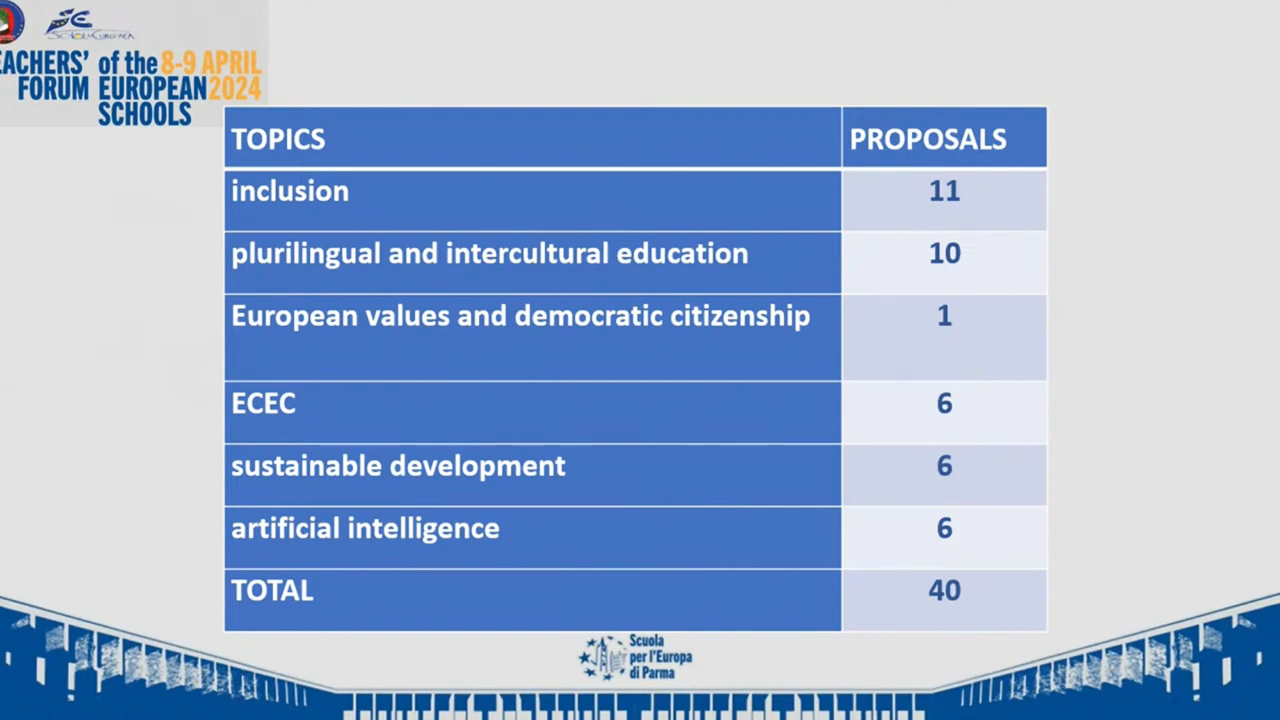 Scuola Europea
EACHERS' of the 8-9 APRIL
FORUM EUROPEAN 2024
SCHOOLS
TOPICS PROPOSALS
inclusion 11
plurilingual and intercultural education 10
European values and democratic citizenship 1
ECEC 6
sustainable development 6
artificial intelligence 6
TOTAL 40
Scuola
per l'Europa
di Parma